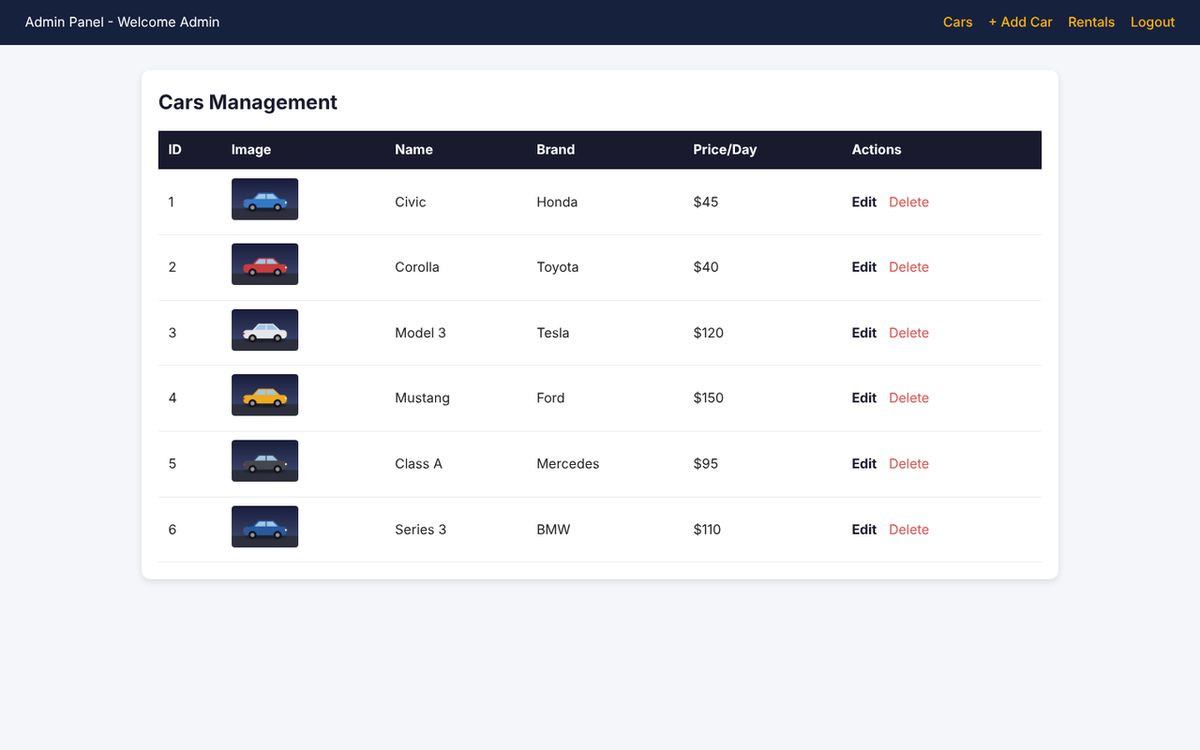 Admin Panel - Welcome Admin
Cars + Add Car Rentals Logout
Cars Management
ID Image Name Brand Price/Day Actions
1 Civic Honda $45 Edit Delete
2 Corolla Toyota $40 Edit Delete
3 Model 3 Tesla $120 Edit Delete
4 Mustang Ford $150 Edit Delete
5 Class A Mercedes $95 Edit Delete
6 Series 3 BMW $110 Edit Delete